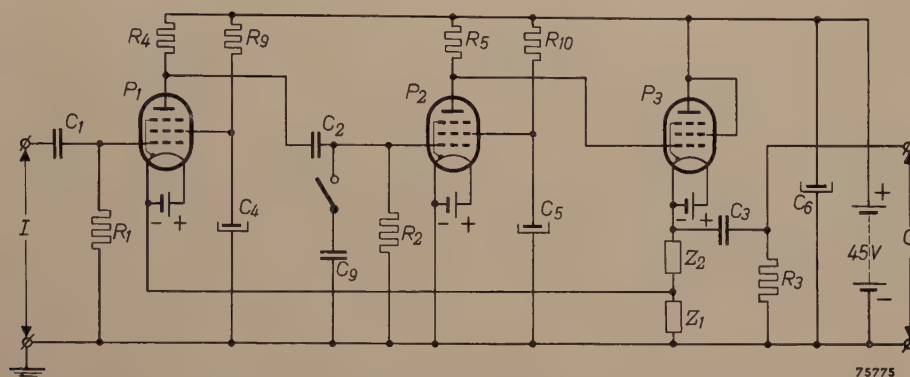 R4
R9
R5
R10
P1
P2
P3
C1
C2
I
R1
C4
- +
C9
R2
- +
C5
- +
C3
Z2
Z1
R3
C6
+
45V
-
75775